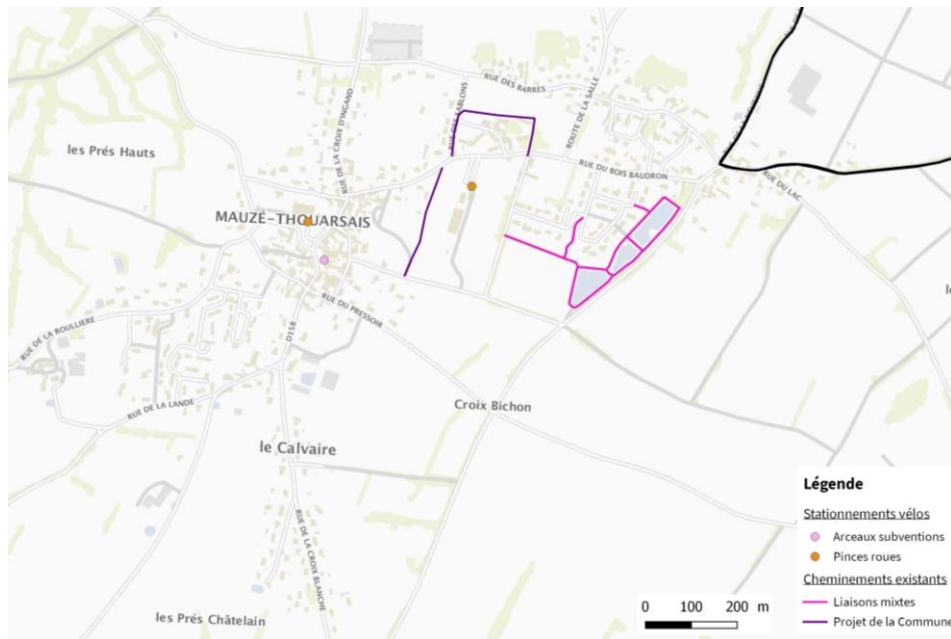 RUE DES BARRES
RUE DES SABLONS
ROUTE DE LA SALLE
RUE DE LA CROIX D'INGAND
les Prés Hauts
RUE DU BOIS BAUDRON
RUE DU LAC
MAUZÉ-THOUARSAIS
RUE DU PRESSOIR
D158
RUE DE LA ROULLIERE
RUE DE LA LANDE
Croix Bichon
le Calvaire
RUE DE LA CROIX BLANCHE
les Prés Châtelain
Légende
Stationnements vélos
Arceaux subventions
Pinces roues
Cheminements existants
Liaisons mixtes
Projet de la Commune
0 100 200 m